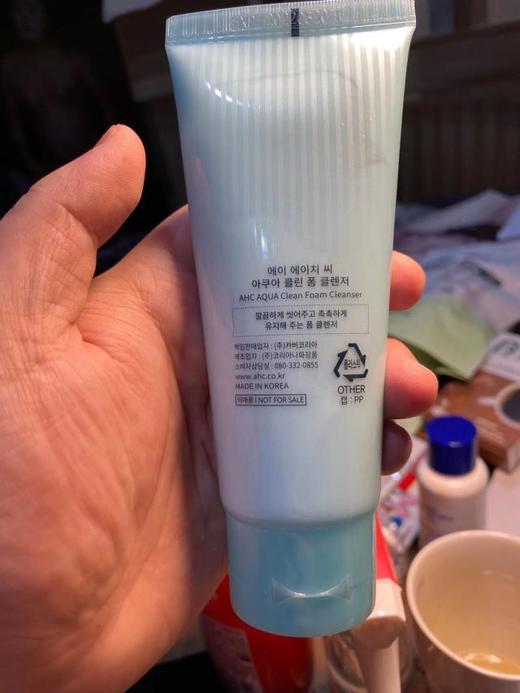 에이 에이치 씨
아쿠아 클린 폼 클렌저
AHC AQUA Clean Foam Cleanser
말끔하게 씻어주고 촉촉하게
유지해 주는 폼 클렌저
책임판매업자 : (주)카버코리아
제조업자 : (주)코리아나화장품
소비자상담실 : 080-332-0855
www.ahc.co.kr
MADE IN KOREA
비매품 I NOT FOR SALE
플라스틱
OTHER
캡 : PP